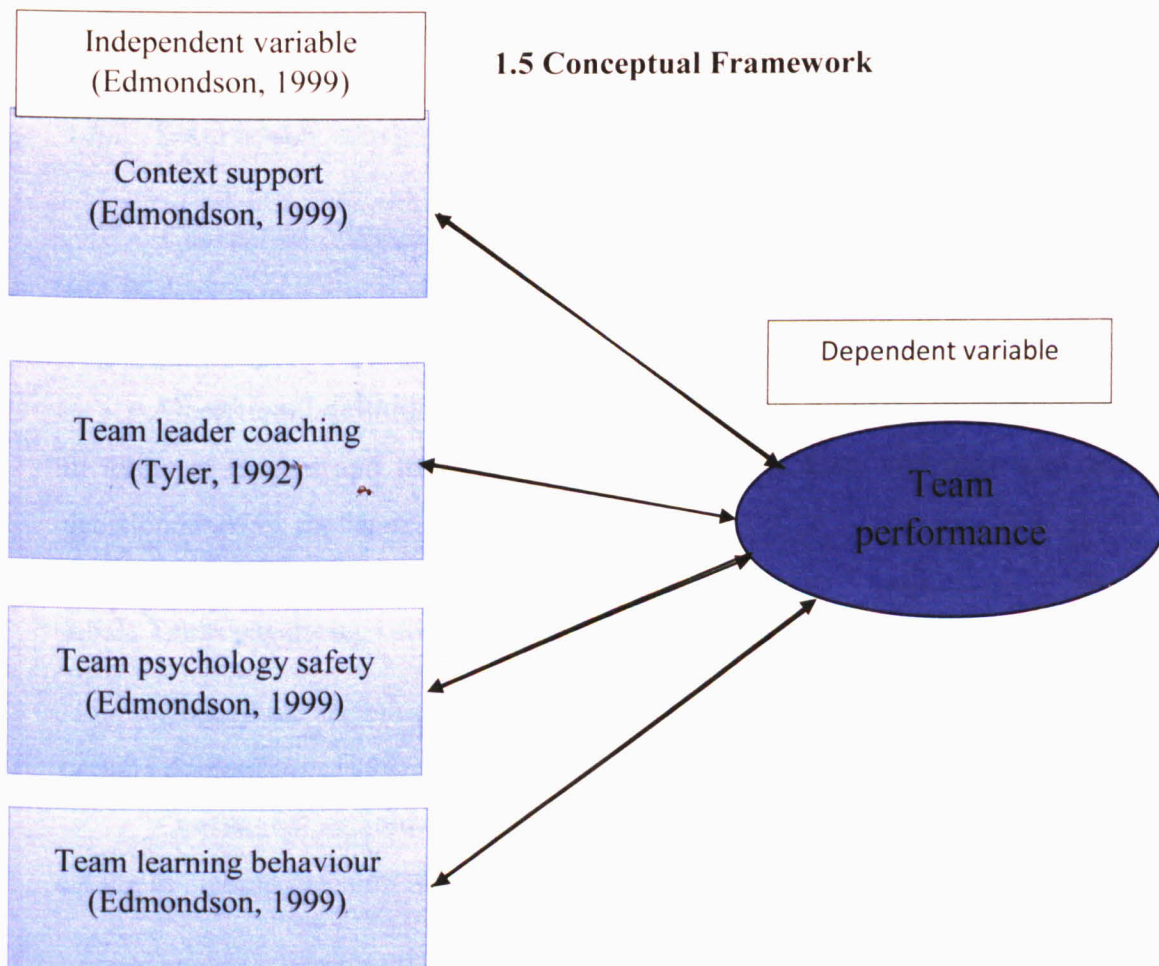 Independent variable
(Edmondson, 1999)
1.5 Conceptual Framework
Context support
(Edmondson, 1999)
Dependent variable
Team leader coaching
(Tyler, 1992)
Team
performance
Team psychology safety
(Edmondson, 1999)
Team learning behaviour
(Edmondson, 1999)